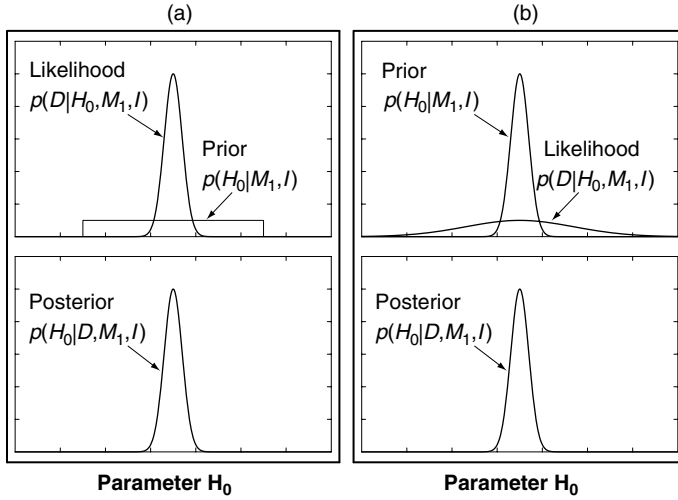 (a)
Likelihood
p(D|H₀,M₁,I)
Prior
p(H₀|M₁,I)
Posterior
p(H₀|D,M₁,I)
Parameter H₀
(b)
Prior
p(H₀|M₁,I)
Likelihood
p(D|H₀,M₁,I)
Posterior
p(H₀|D,M₁,I)
Parameter H₀